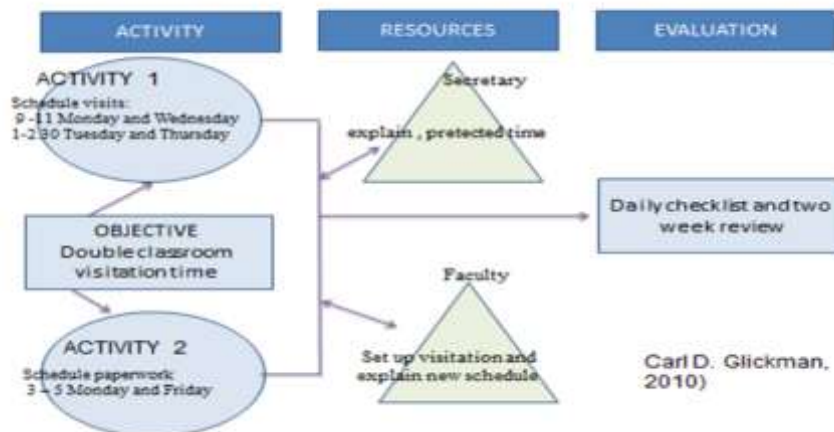 ACTIVITY
RESOURCES
EVALUATION
ACTIVITY 1
Schedule visits:
9 -11 Monday and Wednesday
1-2.30 Tuesday and Thursday
OBJECTIVE
Double classroom
visitation time
ACTIVITY 2
Schedule paperwork
3 – 5 Monday and Friday
Secretary
explain , pretected time
Faculty
Set up visitation and
explain new schedule
Daily checklist and two
week review
Carl D. Glickman,
2010)